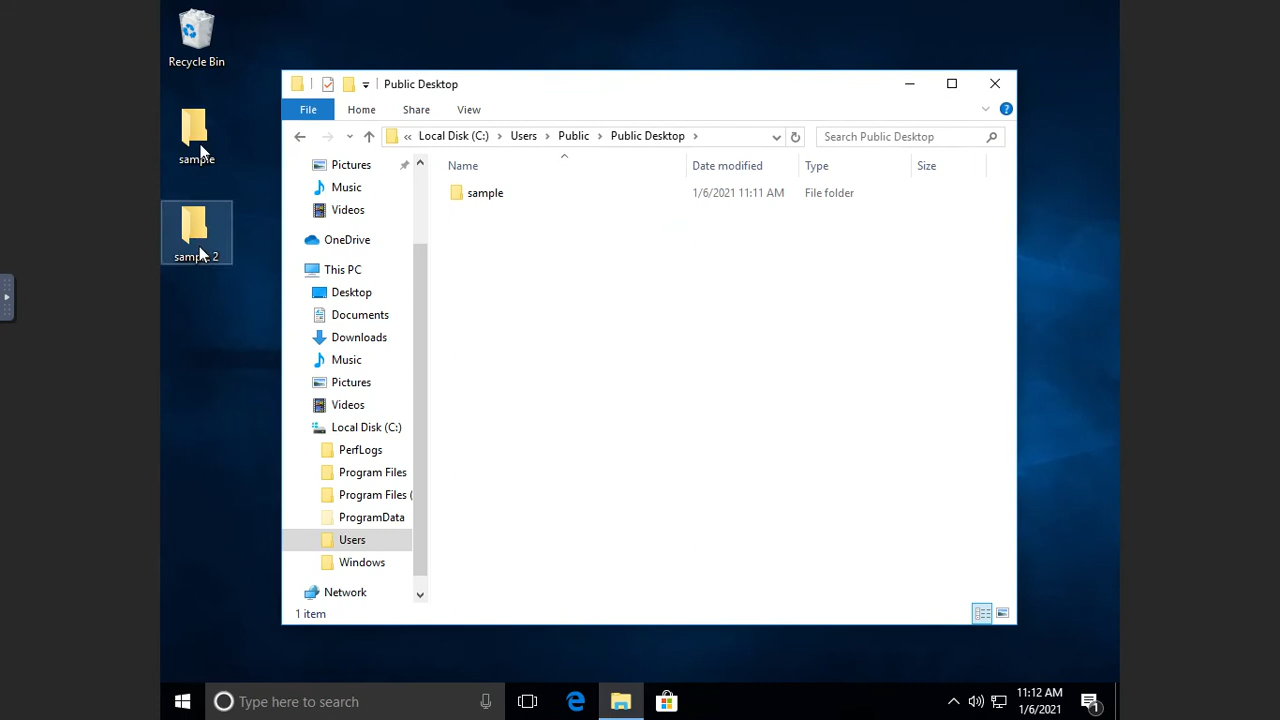 Recycle Bin
sample
sample 2
Public Desktop
File Home Share View
« Local Disk (C:) Users Public Public Desktop
Search Public Desktop
Name Date modified Type Size
sample 1/6/2021 11:11 AM File folder
Pictures
Music
Videos
OneDrive
This PC
Desktop
Documents
Downloads
Music
Pictures
Videos
Local Disk (C:)
PerfLogs
Program Files
Program Files (
ProgramData
Users
Windows
Network
1 item
Type here to search
11:12 AM
1/6/2021
1